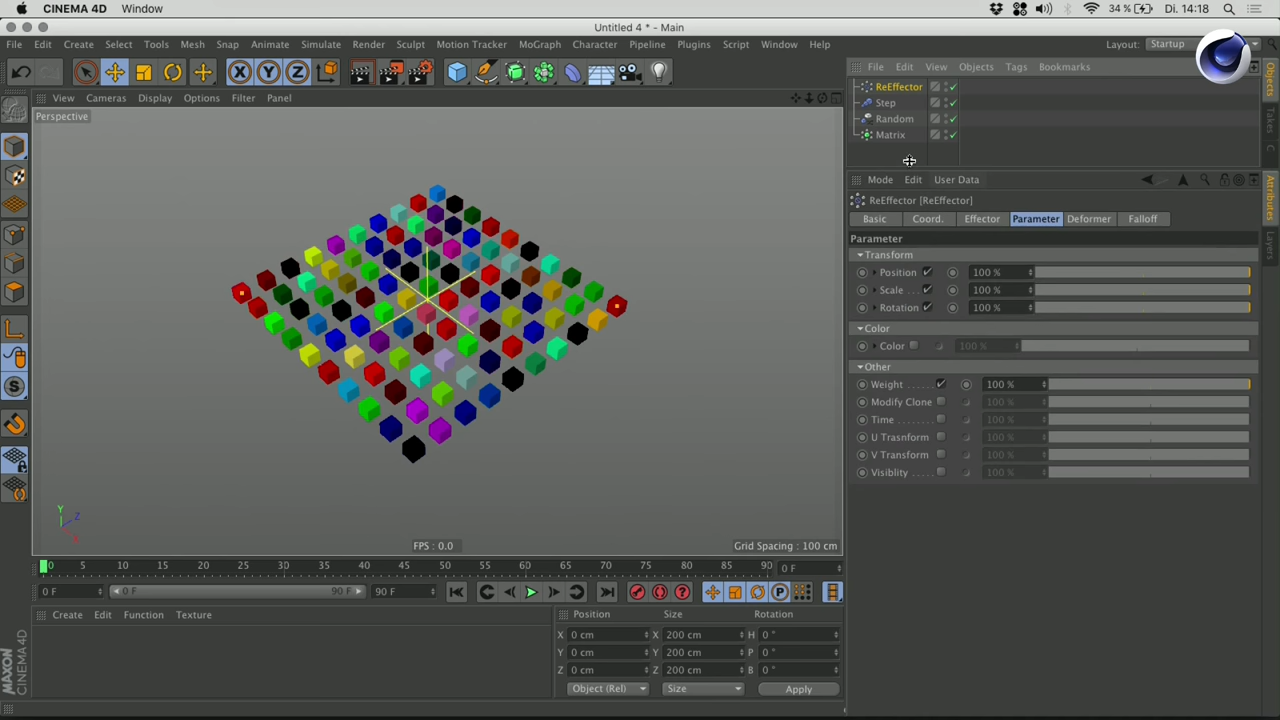 CINEMA 4D Window 34 % Di. 14:18
Untitled 4 * - Main
File Edit Create Select Tools Mesh Snap Animate Simulate Render Sculpt Motion Tracker MoGraph Character Pipeline Plugins Script Window Help Layout: Startup
X Y Z
File Edit View Objects Tags Bookmarks
View Cameras Display Options Filter Panel
Perspective
ReEffector
Step
Random
Matrix
Objects
Takes
C
Attributes
Layers
Mode Edit User Data
ReEffector [ReEffector]
Basic Coord. Effector Parameter Deformer Falloff
Parameter
Transform
Position 100 %
Scale 100 %
Rotation 100 %
Color
Color 100 %
Other
Weight 100 %
Modify Clone 100 %
Time 100 %
U Trasnform 100 %
V Transform 100 %
Visiblity 100 %
Y
Z
X
FPS : 0.0
Grid Spacing : 100 cm
0 5 10 15 20 25 30 35 40 45 50 55 60 65 70 75 80 85 90 0 F
0 F 0 F 90 F 90 F
P
Create Edit Function Texture
Position Size Rotation
X 0 cm X 200 cm H 0 °
Y 0 cm Y 200 cm P 0 °
Z 0 cm Z 200 cm B 0 °
Object (Rel) Size Apply
MAXON CINEMA 4D